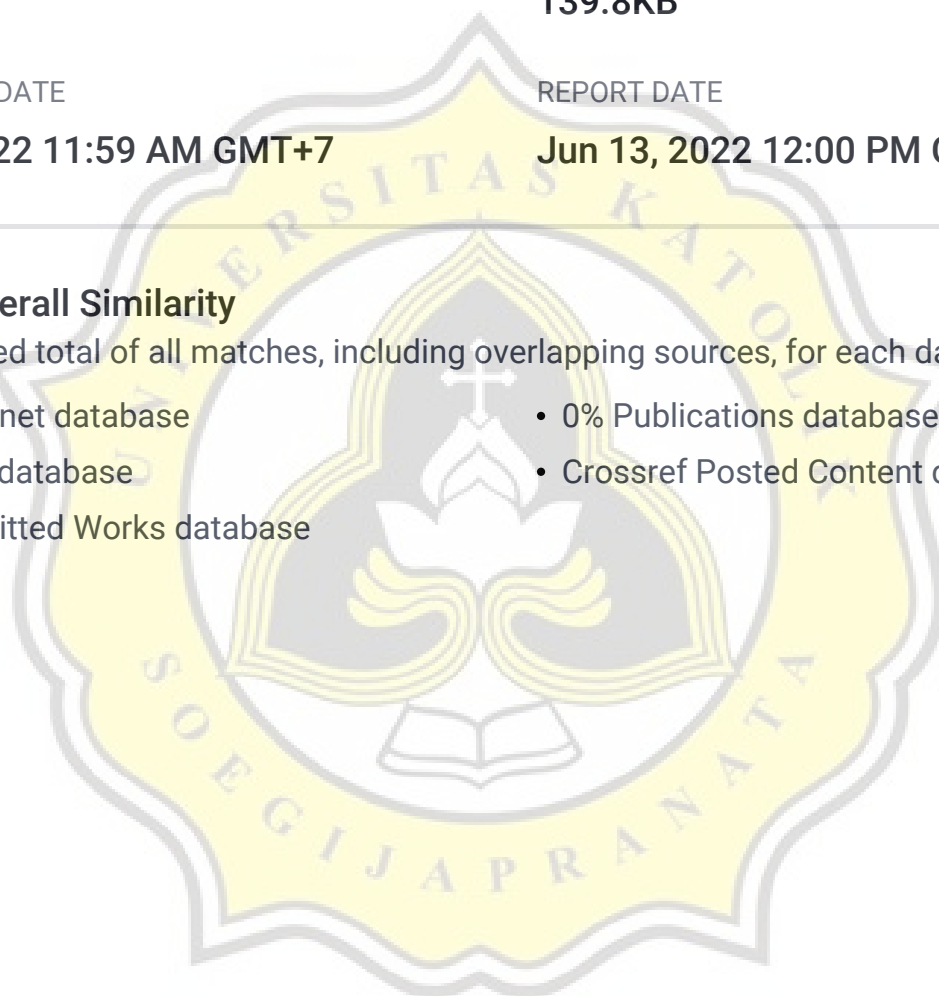 139.8KB
DATE
REPORT DATE
22 11:59 AM GMT+7
Jun 13, 2022 12:00 PM
erall Similarity
ed total of all matches, including overlapping sources, for each da
net database
• 0% Publications database
database
• Crossref Posted Content
itted Works database
UNIVERSITAS KATOLIK
SOEGIJAPRANATA